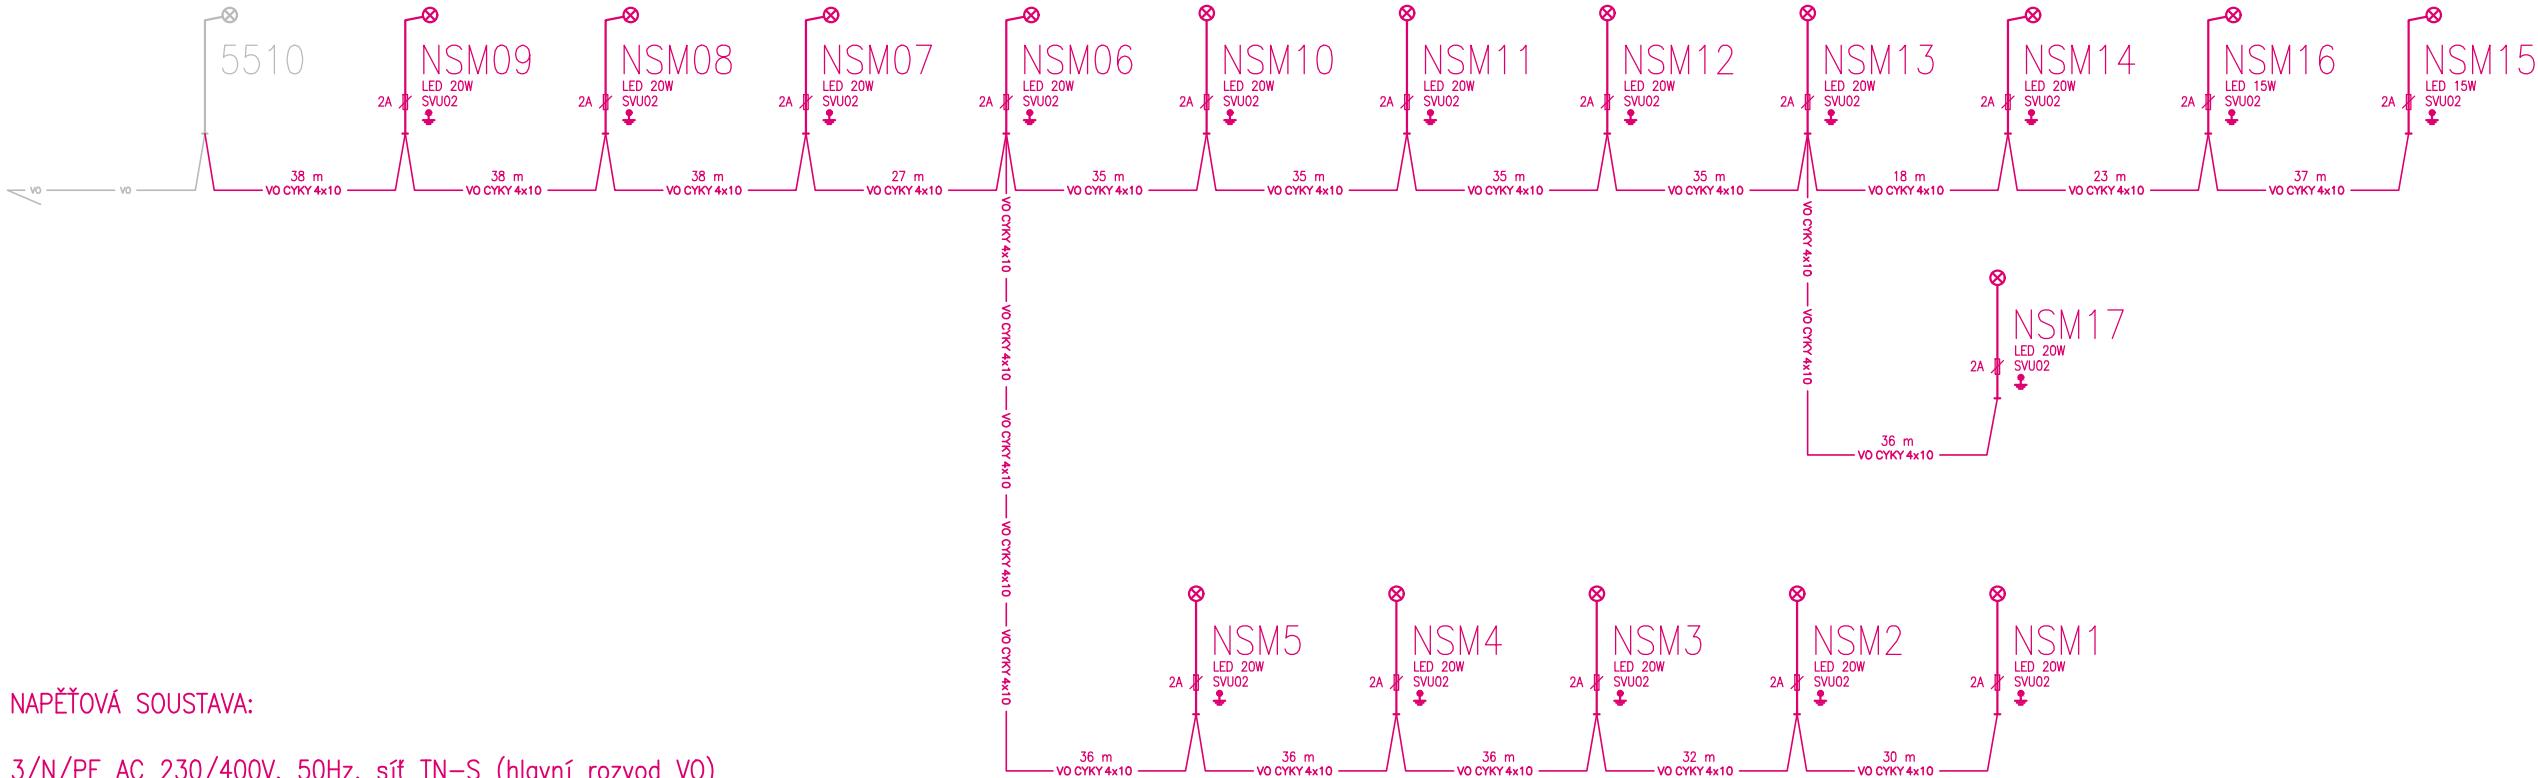 5510
NSM09
LED 20W
2A
SVU02
NSM08
LED 20W
2A
SVU02
NSM07
LED 20W
2A
SVU02
NSM06
LED 20W
2A
SVU02
NSM10
LED 20W
2A
SVU02
NSM11
LED 20W
2A
SVU02
NSM12
LED 20W
2A
SVU02
NSM13
LED 20W
2A
SVU02
NSM14
LED 20W
2A
SVU02
NSM16
LED 15W
2A
SVU02
NSM15
LED 15W
2A
SVU02
VO
VO
38 m
VO CYKY 4x10
38 m
VO CYKY 4x10
38 m
VO CYKY 4x10
27 m
VO CYKY 4x10
35 m
VO CYKY 4x10
35 m
VO CYKY 4x10
35 m
VO CYKY 4x10
35 m
VO CYKY 4x10
18 m
VO CYKY 4x10
23 m
VO CYKY 4x10
37 m
VO CYKY 4x10
VO CYKY 4x10
VO CYKY 4x10
VO CYKY 4x10
VO CYKY 4x10
VO CYKY 4x10
VO CYKY 4x10
VO CYKY 4x10
NSM17
LED 20W
2A
SVU02
36 m
VO CYKY 4x10
NSM5
LED 20W
2A
SVU02
NSM4
LED 20W
2A
SVU02
NSM3
LED 20W
2A
SVU02
NSM2
LED 20W
2A
SVU02
NSM1
LED 20W
2A
SVU02
36 m
VO CYKY 4x10
36 m
VO CYKY 4x10
36 m
VO CYKY 4x10
32 m
VO CYKY 4x10
30 m
VO CYKY 4x10
NAPĚŤOVÁ SOUSTAVA:
3/N/PE AC 230/400V, 50Hz, síť TN-S (hlavní rozvod VO)